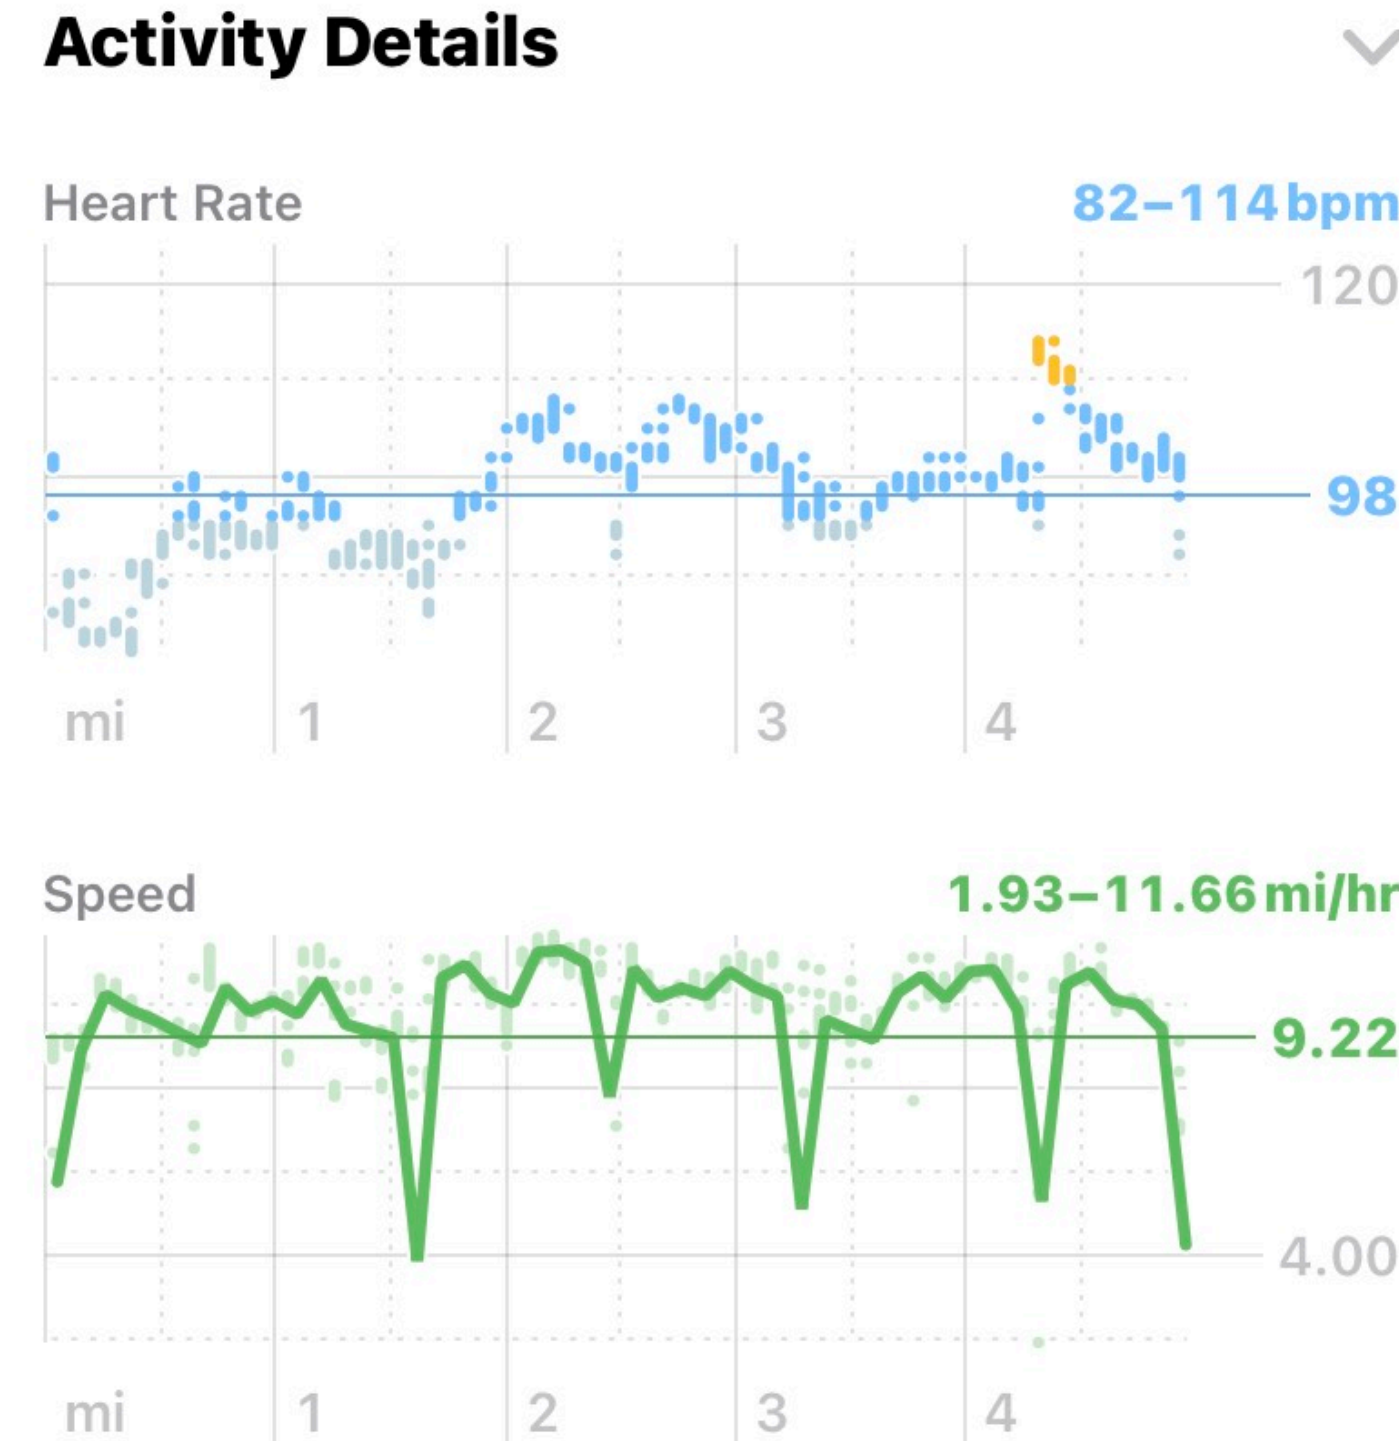 Activity Details
Heart Rate 82–114 bpm
120
98
mi 1 2 3 4
Speed 1.93–11.66 mi/hr
9.22
4.00
mi 1 2 3 4